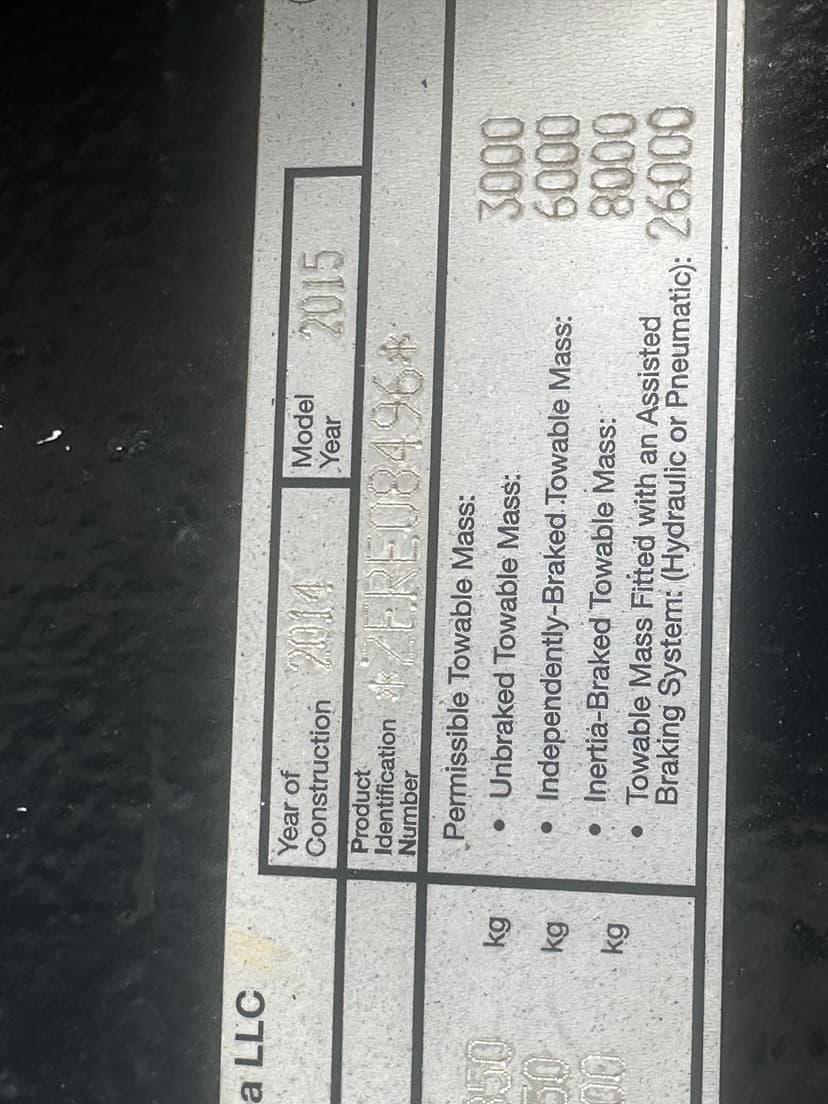 a LLC
Year of
Construction 2014
Model
Year 2015
Product
Identification
Number *ZERE08496*
Permissible Towable Mass:
kg
• Unbraked Towable Mass: 3000
kg
• Independently-Braked Towable Mass: 6000
kg
• Inertia-Braked Towable Mass: 8000
• Towable Mass Fitted with an Assisted
Braking System: (Hydraulic or Pneumatic): 26000